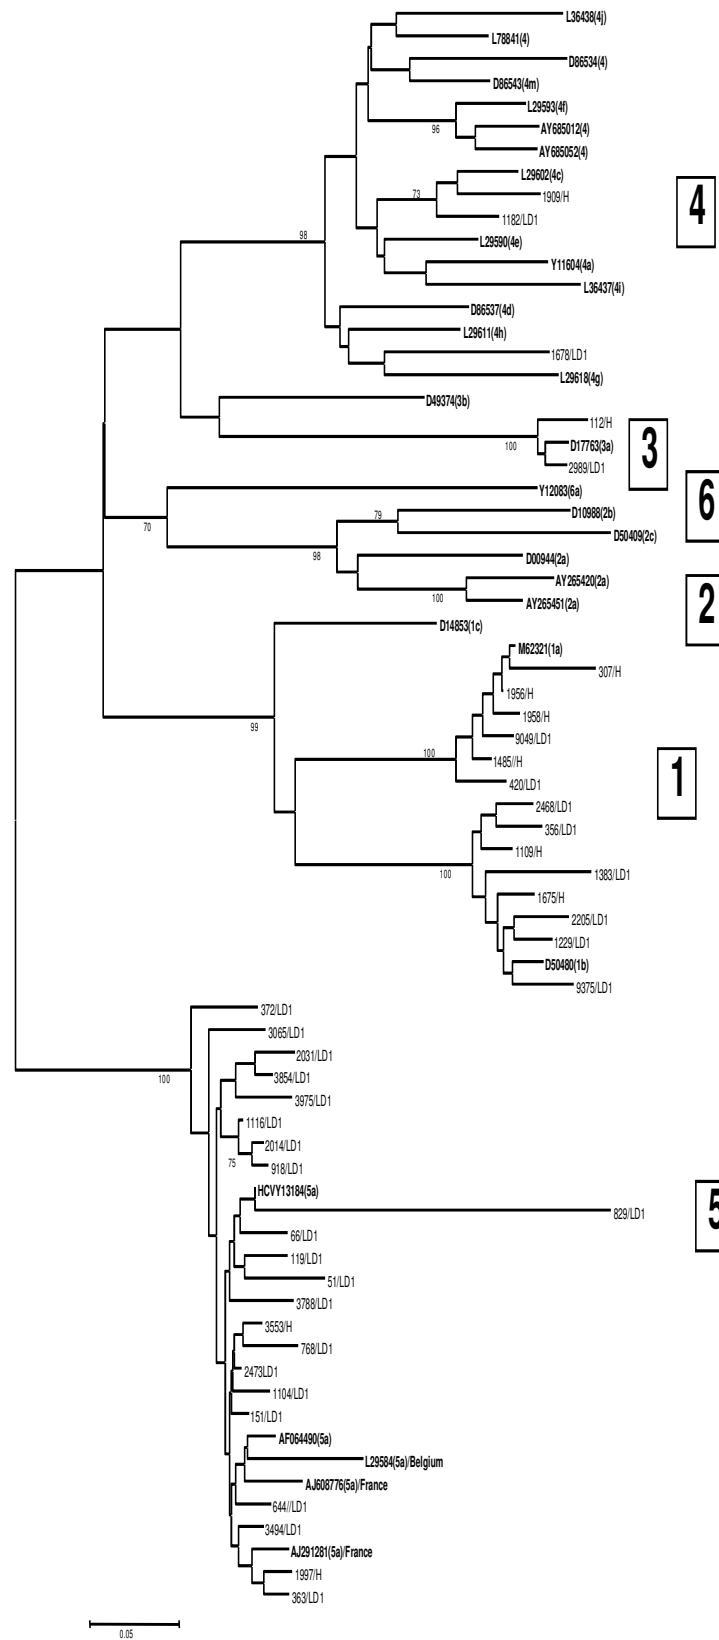 L36438(4j)
L78841(4)
D86534(4)
D86543(4m)
L29593(4f)
96
AY685012(4)
AY685052(4)
L29602(4c)
73
1909/H
4
1182/LD1
98
L29590(4e)
Y11604(4a)
L36437(4i)
D86537(4d)
L29611(4h)
1678/LD1
L29618(4g)
D49374(3b)
112/H
3
100
D17763(3a)
2989/LD1
Y12083(6a)
6
70
79
D10988(2b)
D50409(2c)
98
D00944(2a)
AY265420(2a)
2
100
AY265451(2a)
D14853(1c)
M62321(1a)
307/H
1956/H
1958/H
99
9049/LD1
100
1485//H
1
420/LD1
2468/LD1
356/LD1
1109/H
100
1383/LD1
1675/H
2205/LD1
1229/LD1
D50480(1b)
9375/LD1
372/LD1
3065/LD1
2031/LD1
100
3854/LD1
3975/LD1
1116/LD1
2014/LD1
75
918/LD1
HCVY13184(5a)
829/LD1
5
66/LD1
119/LD1
51/LD1
3788/LD1
3553/H
768/LD1
2473LD1
1104/LD1
151/LD1
AF064490(5a)
L29584(5a)/Belgium
AJ608776(5a)/France
644//LD1
3494/LD1
AJ291281(5a)/France
1997/H
363/LD1
0.05